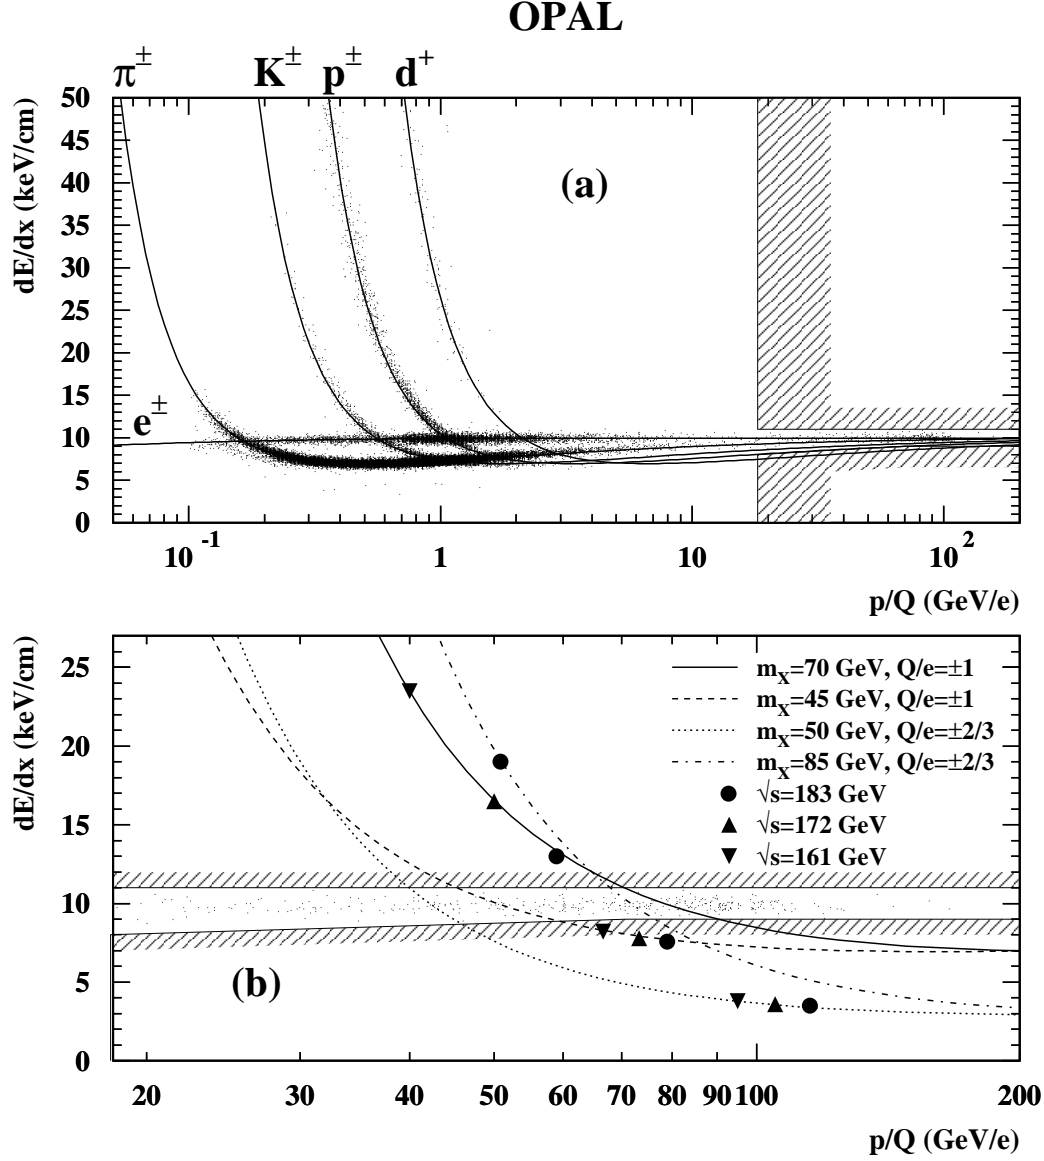 OPAL
π± K± p± d+
dE/dx (keV/cm)
50
45
40
35
30
25
20
15
10
5
0
(a)
e±
10-1 1 10 102
p/Q (GeV/e)
dE/dx (keV/cm)
25
20
15
10
5
0
mX=70 GeV, Q/e=±1
mX=45 GeV, Q/e=±1
mX=50 GeV, Q/e=±2/3
mX=85 GeV, Q/e=±2/3
√s=183 GeV
√s=172 GeV
√s=161 GeV
(b)
20 30 40 50 60 70 80 90 100 200
p/Q (GeV/e)